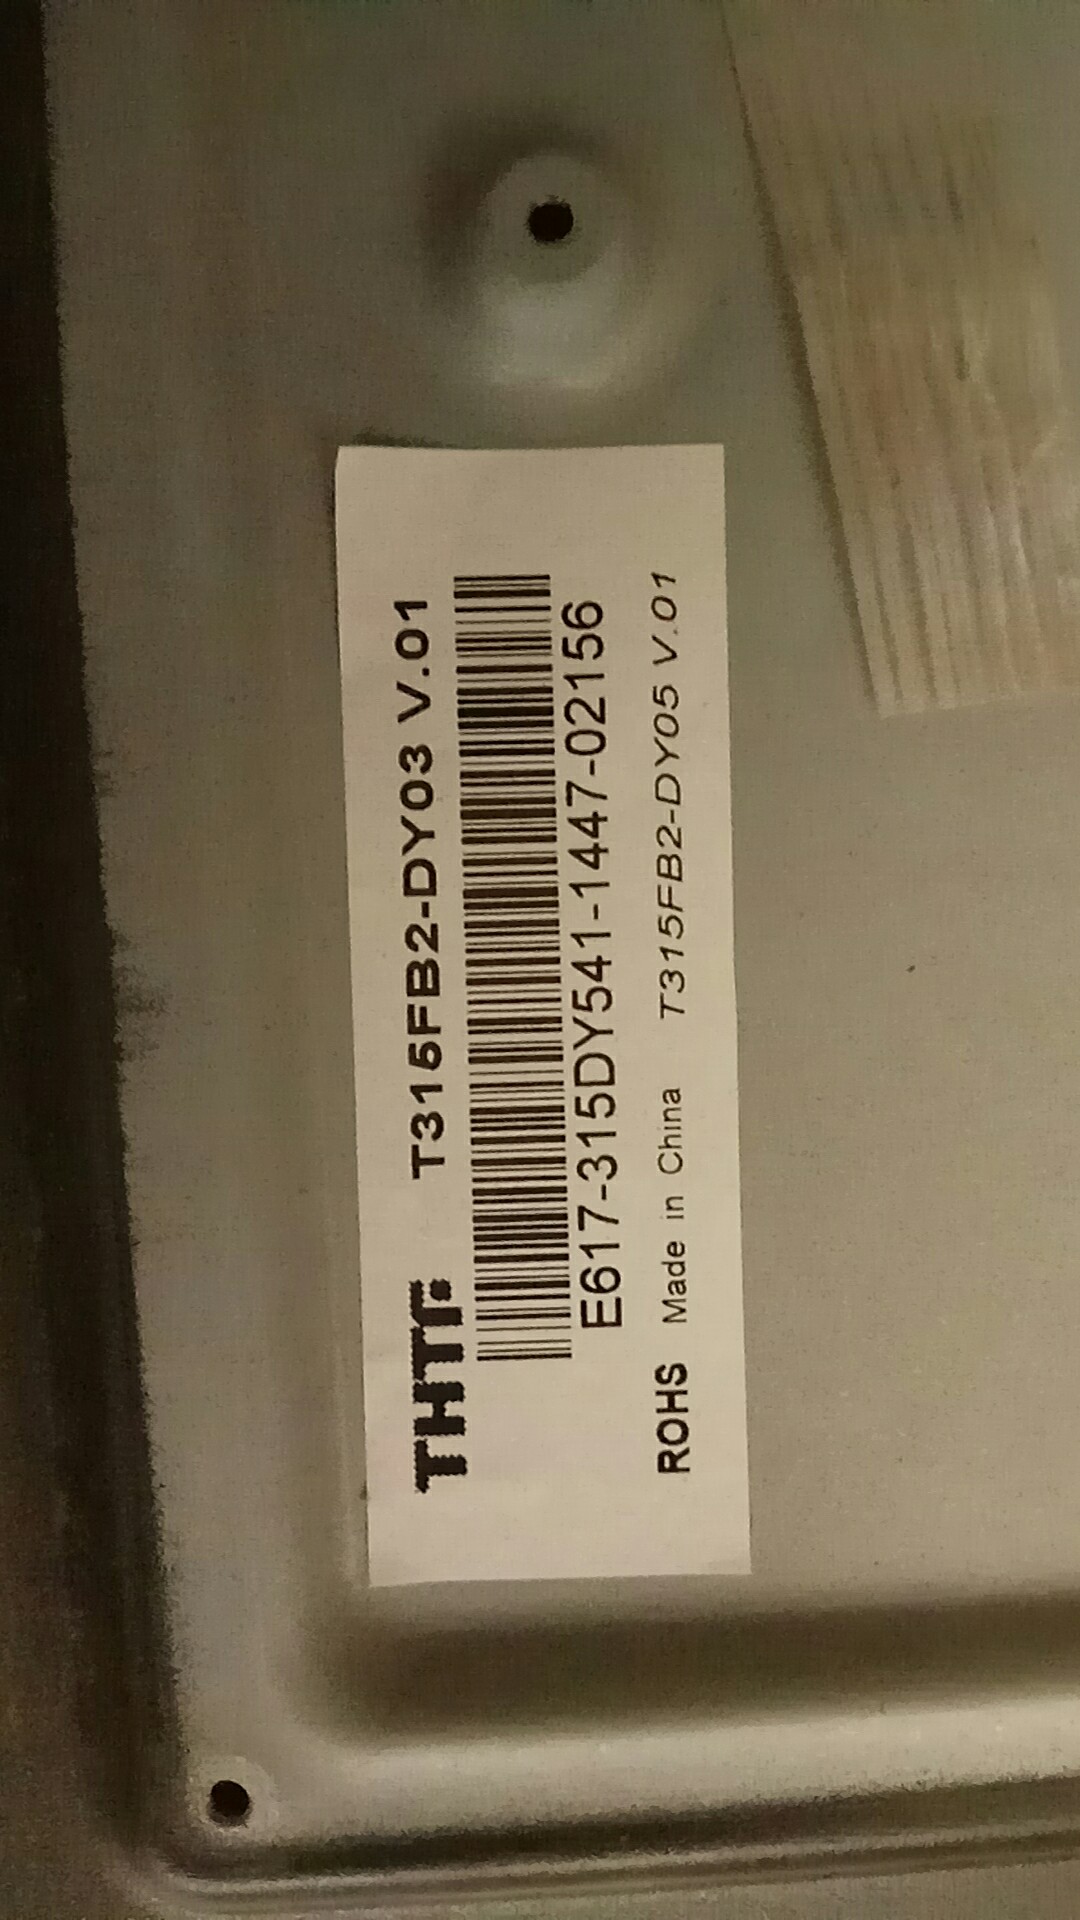 THTF T315FB2-DY03 V.01
E617-315DY541-1447-02156
ROHS Made in China T315FB2-DY05 V.01